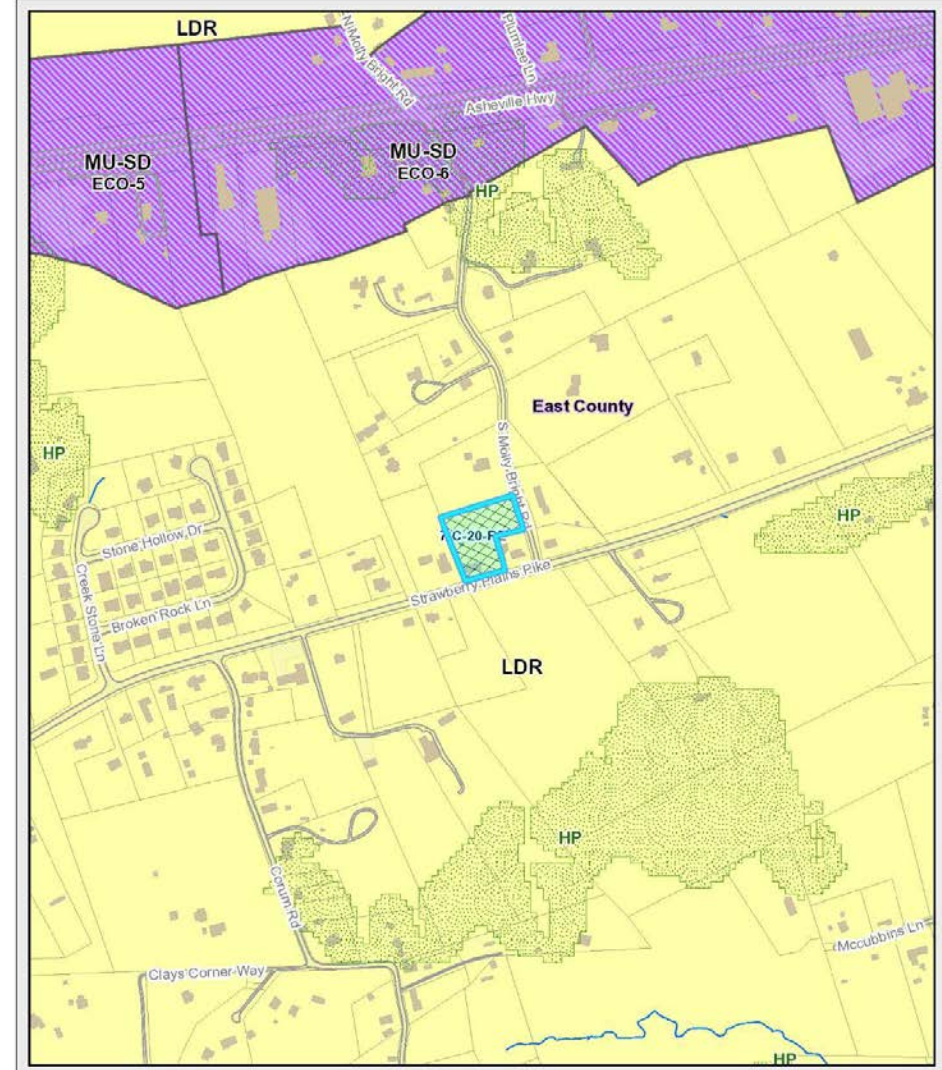 LDR
N Molly Bright Rd
Plumlee Ln
Asheville Hwy
MU-SD
ECO-5
MU-SD
ECO-6
HP
East County
HP
S Molly Bright Rd
HP
Stone Hollow Dr
Creek Stone Ln
Broken Rock Ln
Strawberry Plains Pike
LDR
HP
Corum Rd
Mccubbins Ln
Clays Corner Way
HP